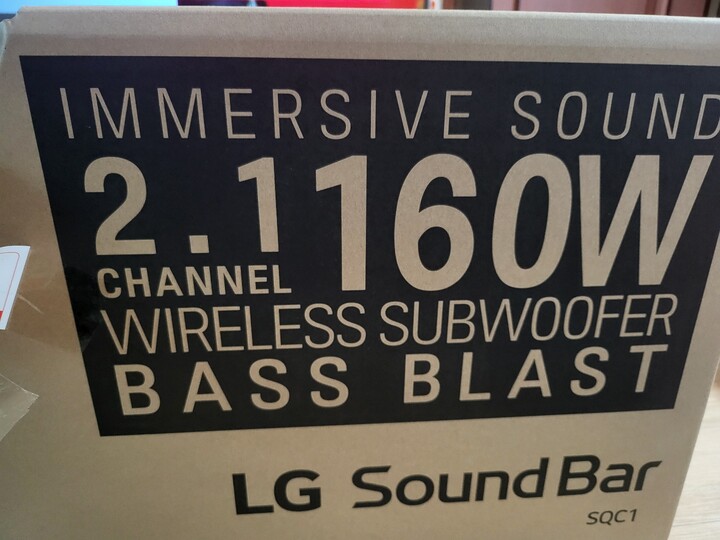 IMMERSIVE SOUND
2.1 160W
CHANNEL
WIRELESS SUBWOOFER
BASS BLAST
LG Sound Bar
SQC1